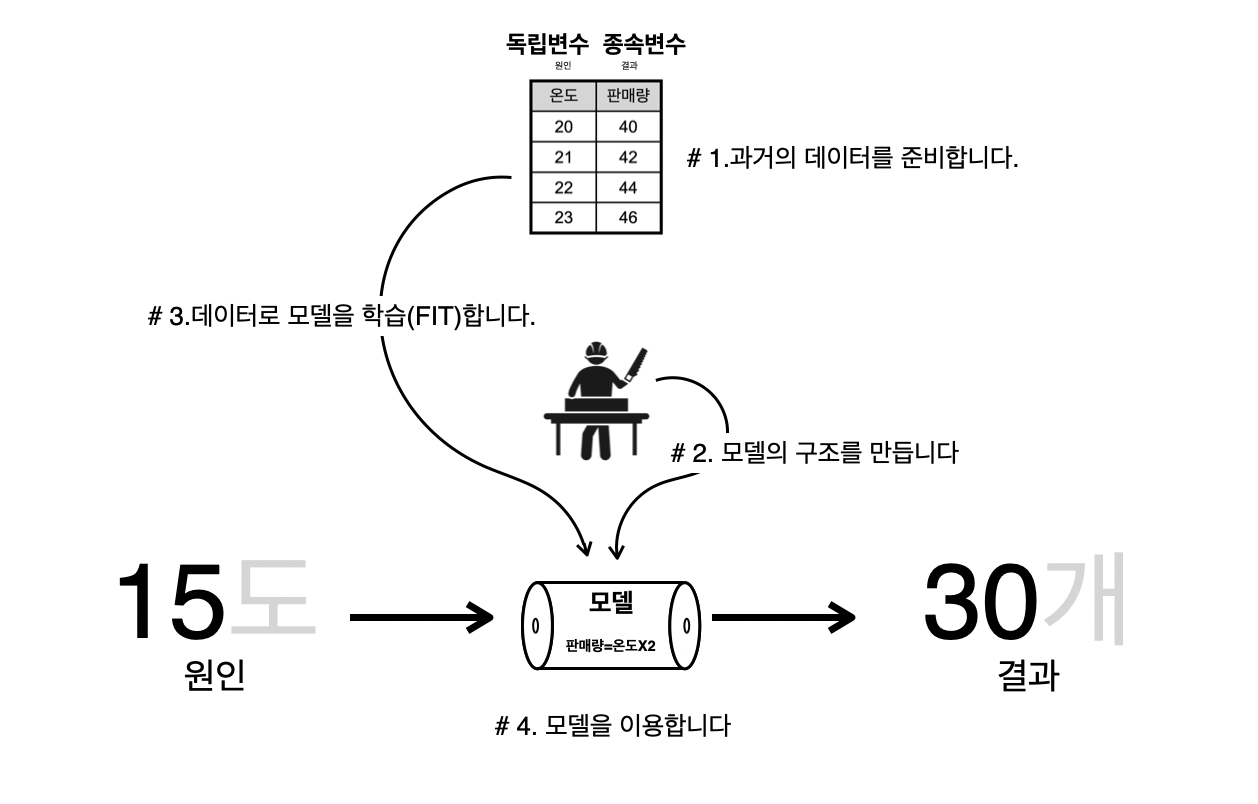 독립변수 종속변수
원인 결과
온도 판매량
20 40
21 42
22 44
23 46
# 1.과거의 데이터를 준비합니다.
# 3.데이터로 모델을 학습(FIT)합니다.
# 2. 모델의 구조를 만듭니다
15도
원인
모델
판매량=온도X2
30개
결과
# 4. 모델을 이용합니다